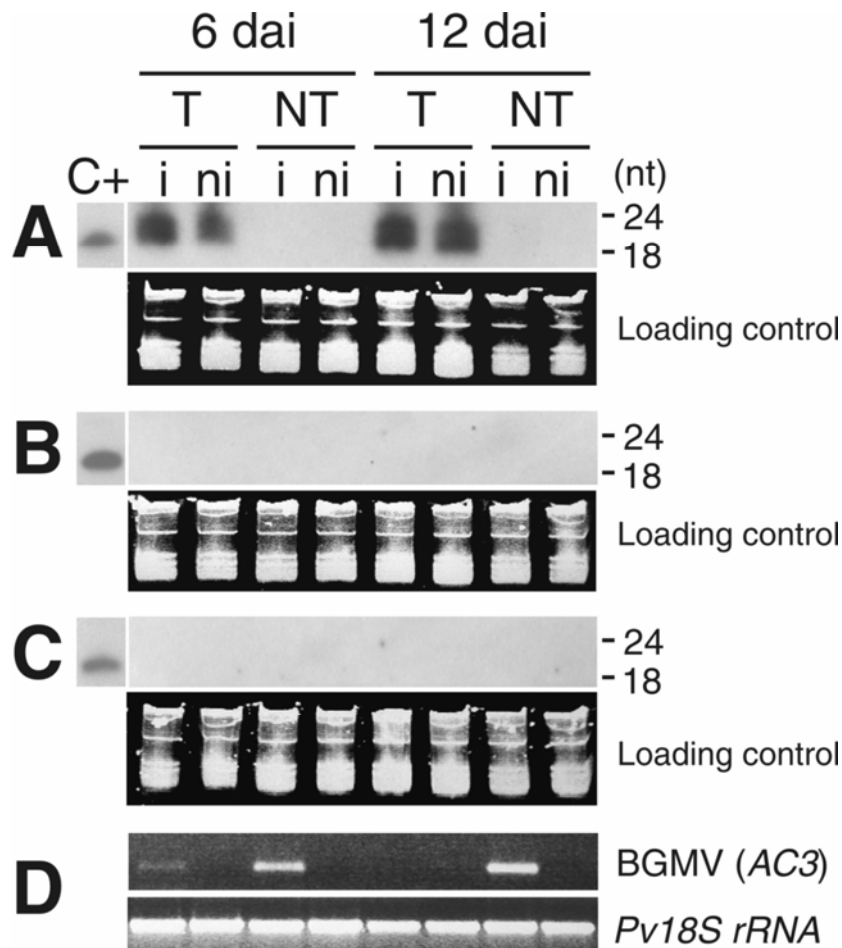 6 dai 12 dai
T NT T NT
C+ i ni i ni i ni i ni (nt)
A - 24
- 18
Loading control
B - 24
- 18
Loading control
C - 24
- 18
Loading control
D BGMV (AC3)
Pv18S rRNA